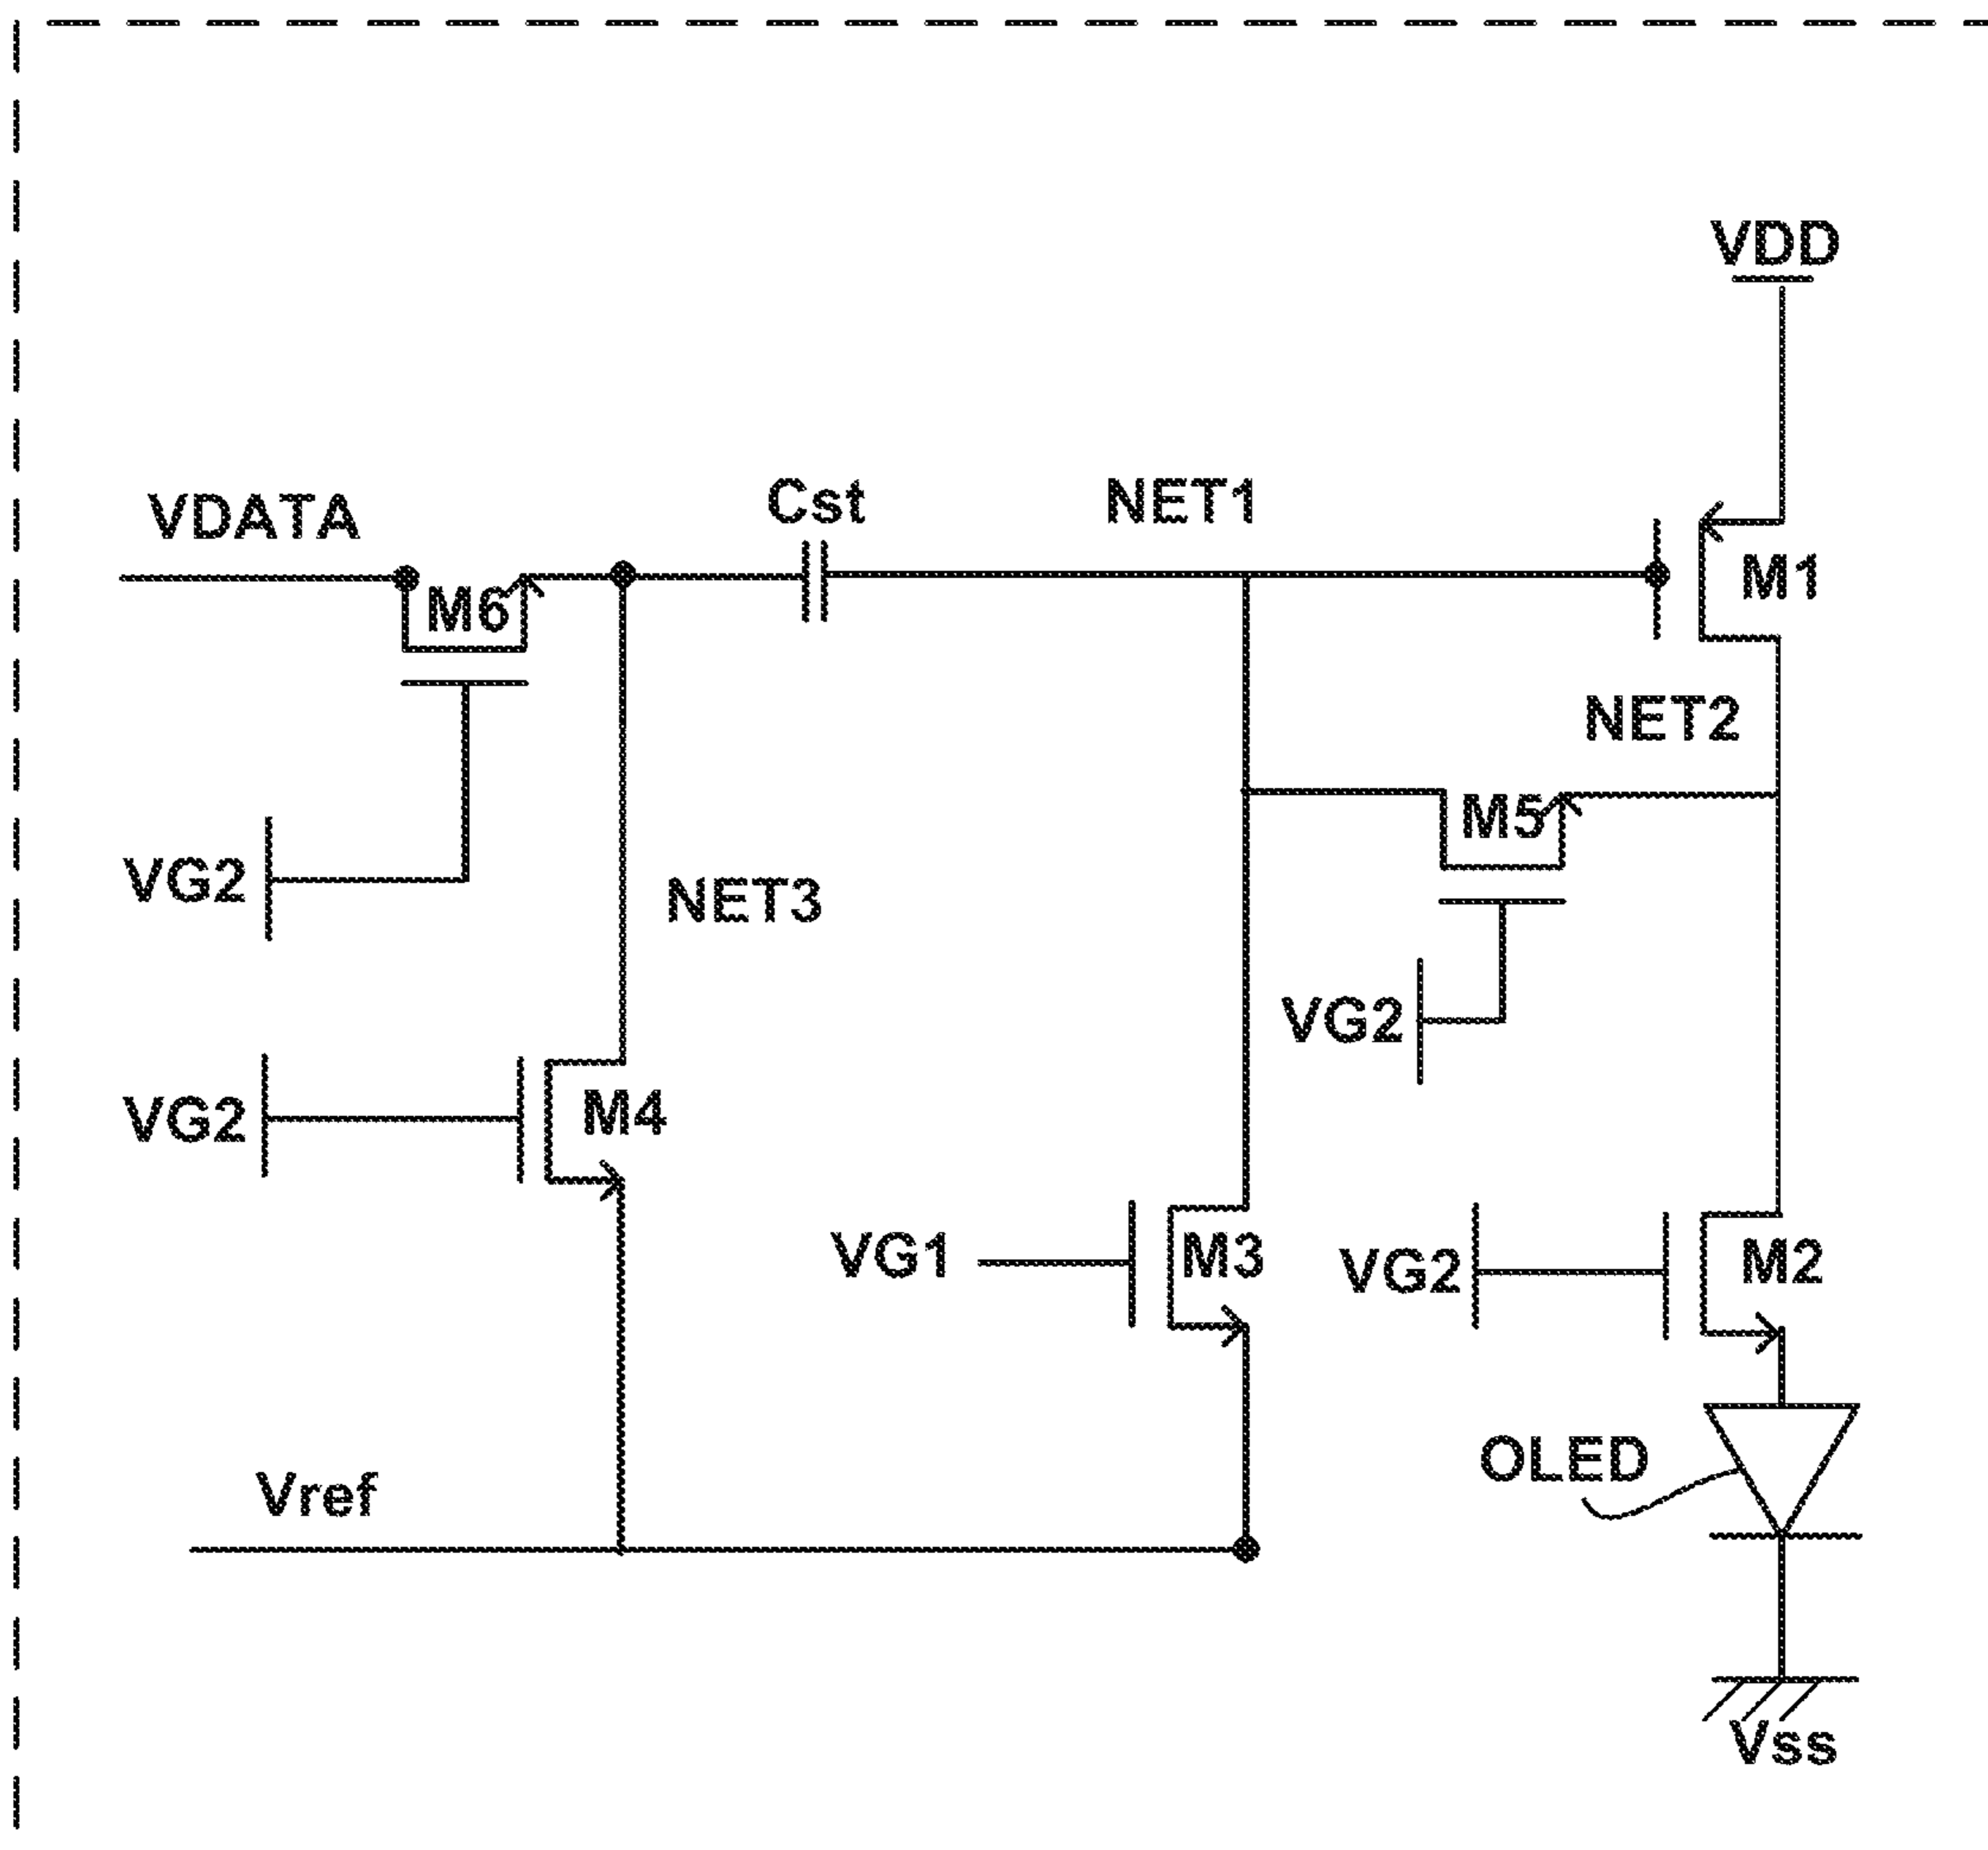 VDD
VDATA
Cst
NET1
M6
M1
NET2
M5
VG2
NET3
VG2
VG2
M4
VG1
M3
VG2
M2
OLED
Vref
Vss